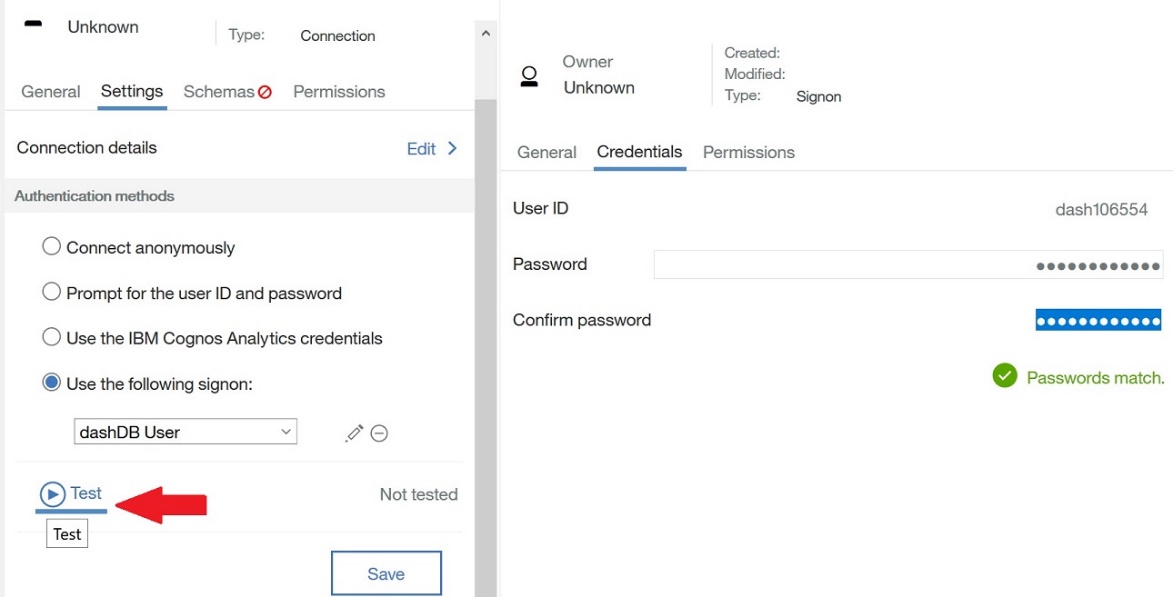 Unknown
Type: Connection
General Settings Schemas Permissions
Connection details Edit
Authentication methods
Connect anonymously
Prompt for the user ID and password
Use the IBM Cognos Analytics credentials
Use the following signon:
dashDB User
Test Not tested
Test
Save
Owner
Unknown
Created:
Modified:
Type: Signon
General Credentials Permissions
User ID dash106554
Password ●●●●●●●●●●●●
Confirm password ●●●●●●●●●●●●
Passwords match.